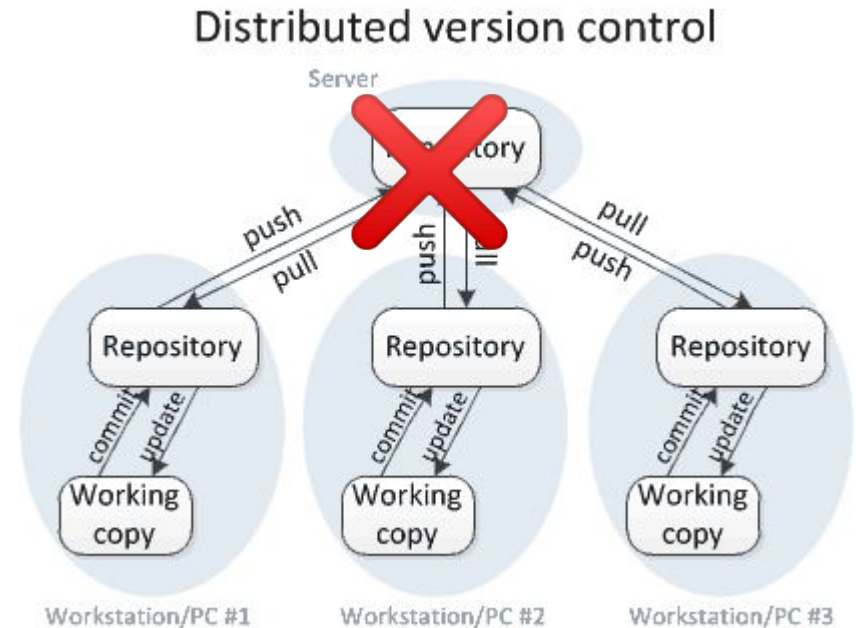 Distributed version control
Server
push
pull
push
pull
push
Repository
Repository
Repository
commit
update
commit
update
commit
update
Working
copy
Working
copy
Working
copy
Workstation/PC #1
Workstation/PC #2
Workstation/PC #3